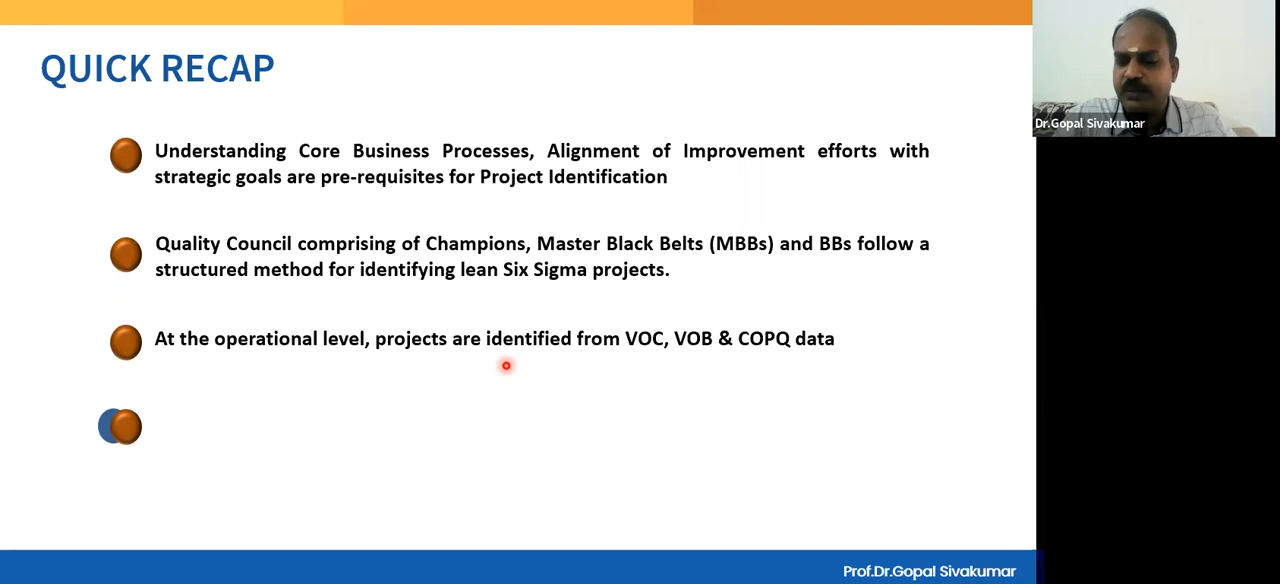 QUICK RECAP
Understanding Core Business Processes, Alignment of Improvement efforts with
strategic goals are pre-requisites for Project Identification
Quality Council comprising of Champions, Master Black Belts (MBBs) and BBs follow a
structured method for identifying lean Six Sigma projects.
At the operational level, projects are identified from VOC, VOB & COPQ data
Dr.Gopal Sivakumar
Prof.Dr.Gopal Sivakumar